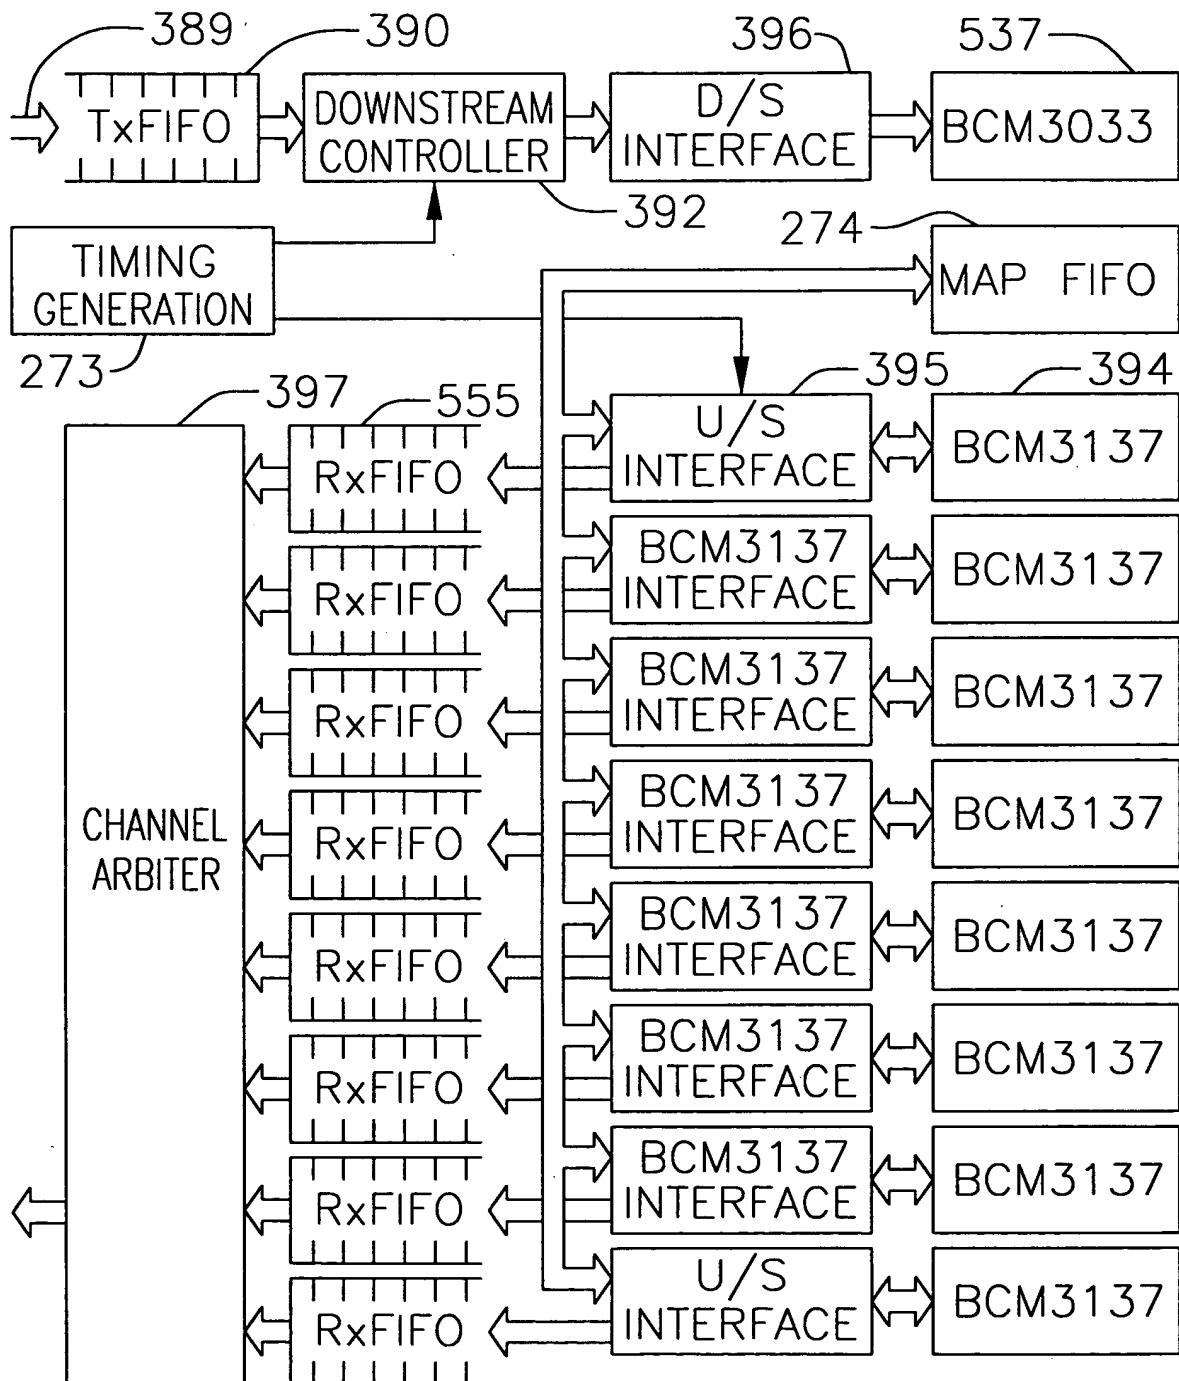 389
390
396
537
TxFIFO
DOWNSTREAM
CONTROLLER
D/S
INTERFACE
BCM3033
392
274
TIMING
GENERATION
MAP FIFO
273
397
555
395
394
RxFIFO
U/S
INTERFACE
BCM3137
RxFIFO
BCM3137
INTERFACE
BCM3137
RxFIFO
BCM3137
INTERFACE
BCM3137
CHANNEL
ARBITER
RxFIFO
BCM3137
INTERFACE
BCM3137
RxFIFO
BCM3137
INTERFACE
BCM3137
RxFIFO
BCM3137
INTERFACE
BCM3137
RxFIFO
BCM3137
INTERFACE
BCM3137
RxFIFO
U/S
INTERFACE
BCM3137